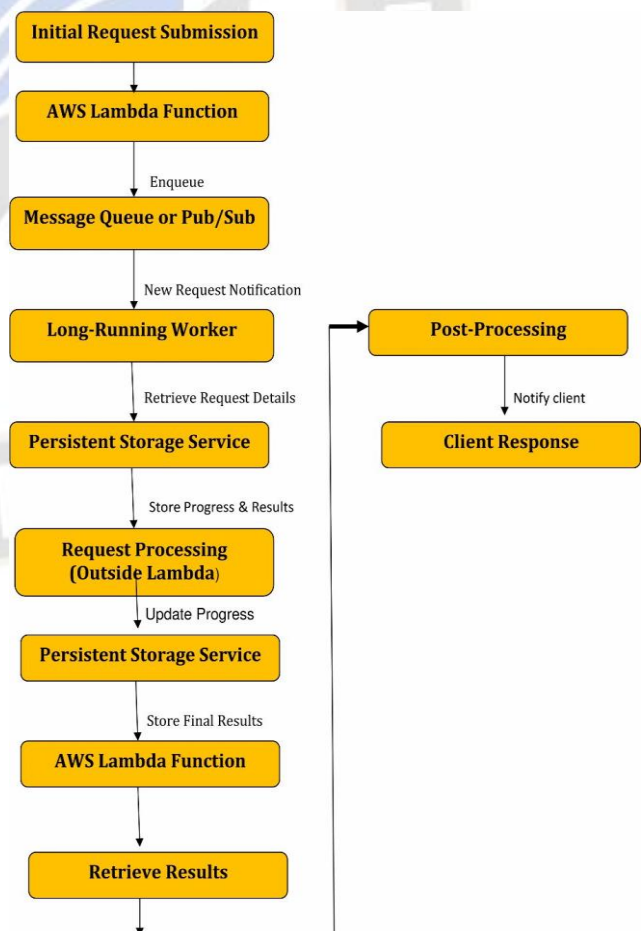 Initial Request Submission
AWS Lambda Function
Enqueue
Message Queue or Pub/Sub
New Request Notification
Long-Running Worker
Retrieve Request Details
Persistent Storage Service
Store Progress & Results
Request Processing
(Outside Lambda)
Update Progress
Persistent Storage Service
Store Final Results
AWS Lambda Function
Retrieve Results
Post-Processing
Notify client
Client Response